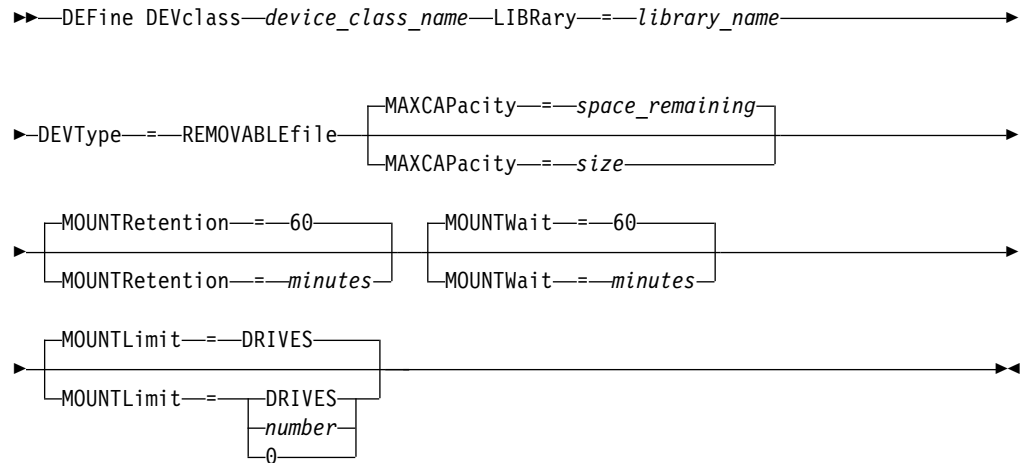 ►►—DEFine DEVclass—device_class_name—LIBRary—=—library_name—►
MAXCAPacity—=—space_remaining
►—DEVType—=—REMOVABLEfile—►
MAXCAPacity—=—size
MOUNTRetention—=—60 MOUNTWait—=—60
►—►
MOUNTRetention—=—minutes MOUNTWait—=—minutes
MOUNTLimit—=—DRIVES
►—►◄
MOUNTLimit—=—DRIVES
number
0